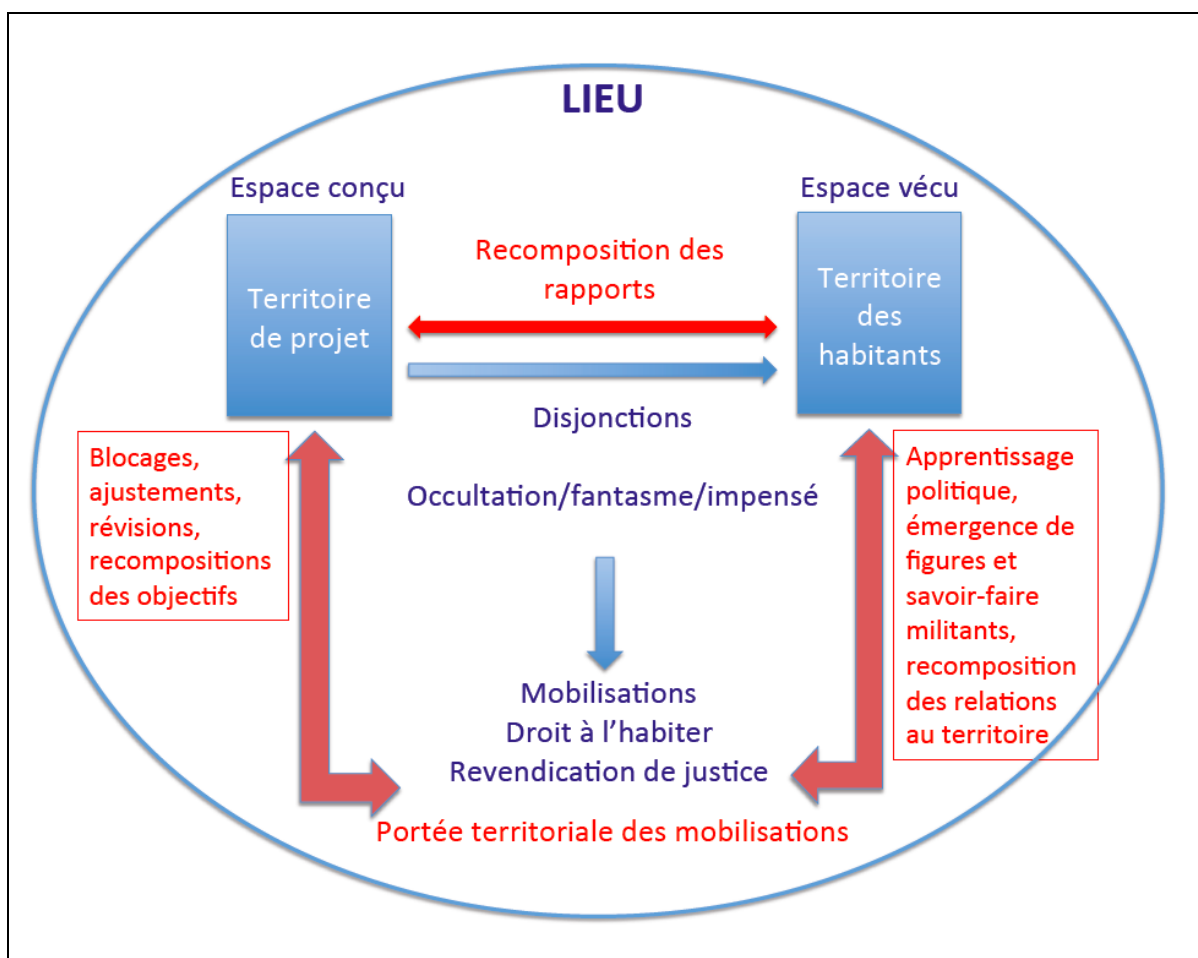 LIEU
Espace conçu
Espace vécu
Territoire
de projet
Recomposition des
rapports
Territoire
des
habitants
Disjonctions
Occultation/fantasme/impensé
Blocages,
ajustements,
révisions,
recompositions
des objectifs
Apprentissage
politique,
émergence de
figures et
savoir-faire
militants,
recomposition
des relations
au territoire
Mobilisations
Droit à l'habiter
Revendication de justice
Portée territoriale des mobilisations